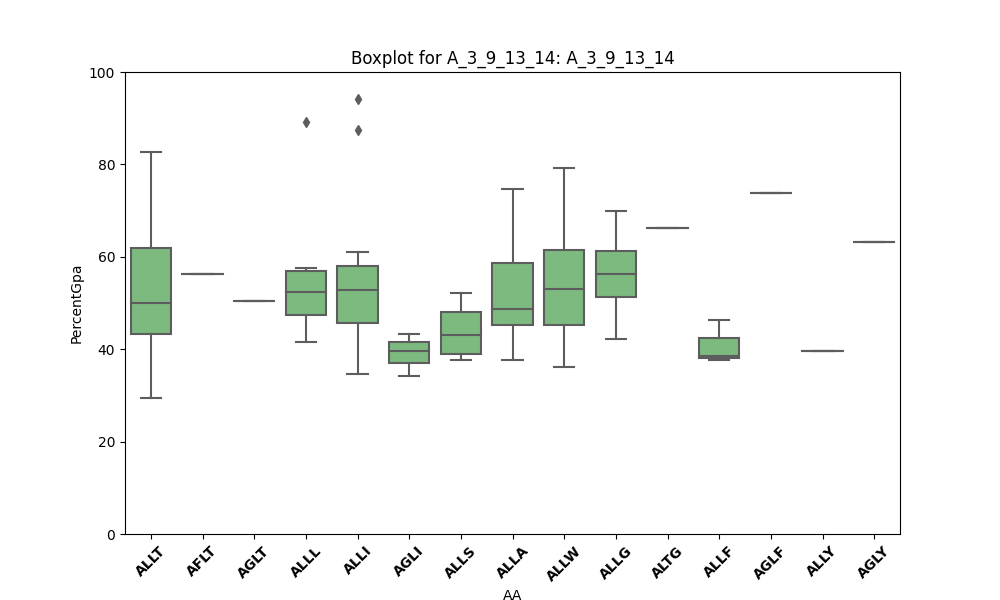 Boxplot for A_3_9_13_14: A_3_9_13_14
100
80
60
40
20
0
PercentGpa
ALLT AFLT AGLT ALLL ALLI AGLI ALLS ALLA ALLW ALLG ALTG ALLF AGLF ALLY AGLY
AA